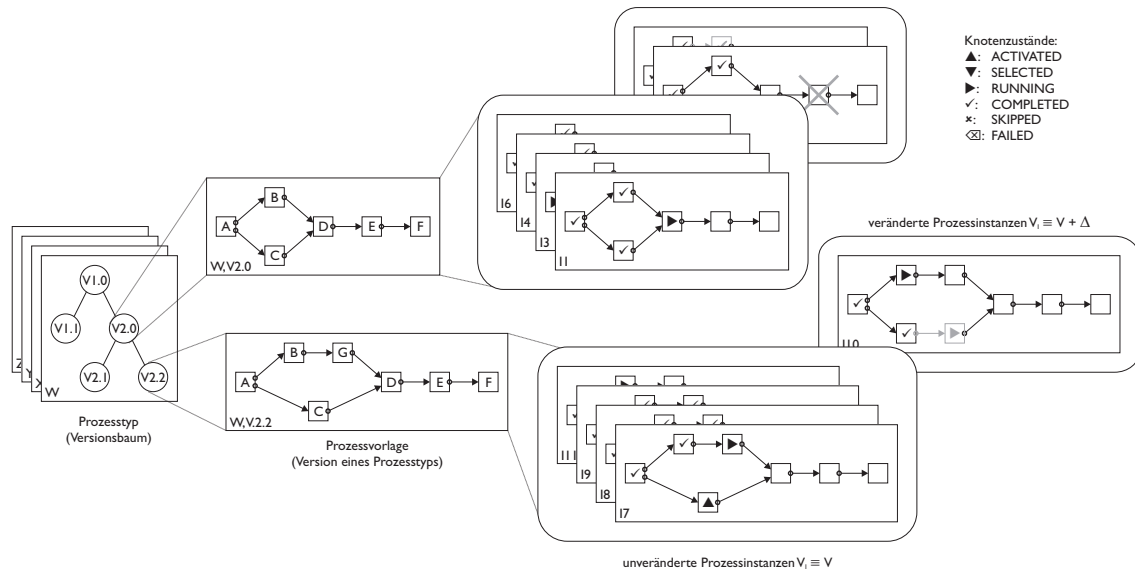 Knotenzustände:
▲: ACTIVATED
▼: SELECTED
▶: RUNNING
✓: COMPLETED
×: SKIPPED
⌫: FAILED
I6
I4
I3
I1
A
B
C
D
E
F
W,V2.0
veränderte Prozessinstanzen V_I ≡ V + Δ
I10
V1.0
V1.1
V2.0
V2.1
V2.2
Z
Y
X
W
Prozesstyp
(Versionsbaum)
A
B
G
C
D
E
F
W,V.2.2
Prozessvorlage
(Version eines Prozesstyps)
I11
I9
I8
I7
unveränderte Prozessinstanzen V_I ≡ V